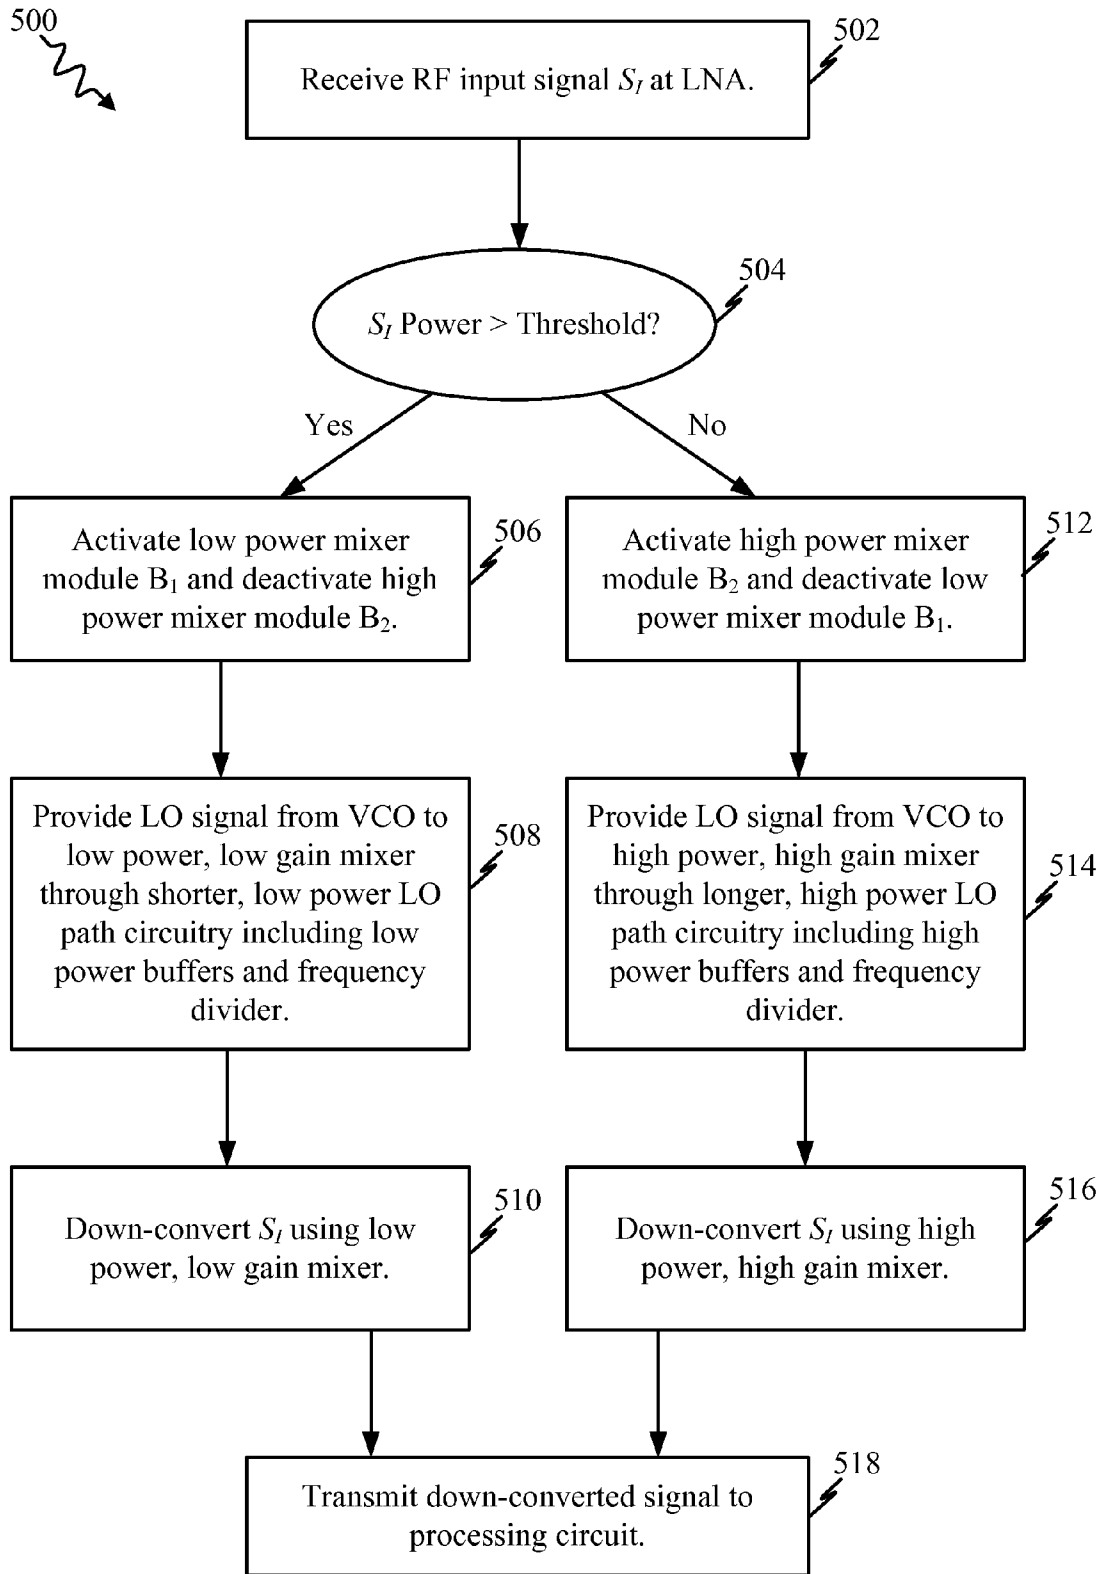 500
502
Receive RF input signal S_I at LNA.
504
S_I Power > Threshold?
Yes
No
506
Activate low power mixer
module B₁ and deactivate high
power mixer module B₂.
512
Activate high power mixer
module B₂ and deactivate low
power mixer module B₁.
508
Provide LO signal from VCO to
low power, low gain mixer
through shorter, low power LO
path circuitry including low
power buffers and frequency
divider.
514
Provide LO signal from VCO to
high power, high gain mixer
through longer, high power LO
path circuitry including high
power buffers and frequency
divider.
510
Down-convert S_I using low
power, low gain mixer.
516
Down-convert S_I using high
power, high gain mixer.
518
Transmit down-converted signal to
processing circuit.